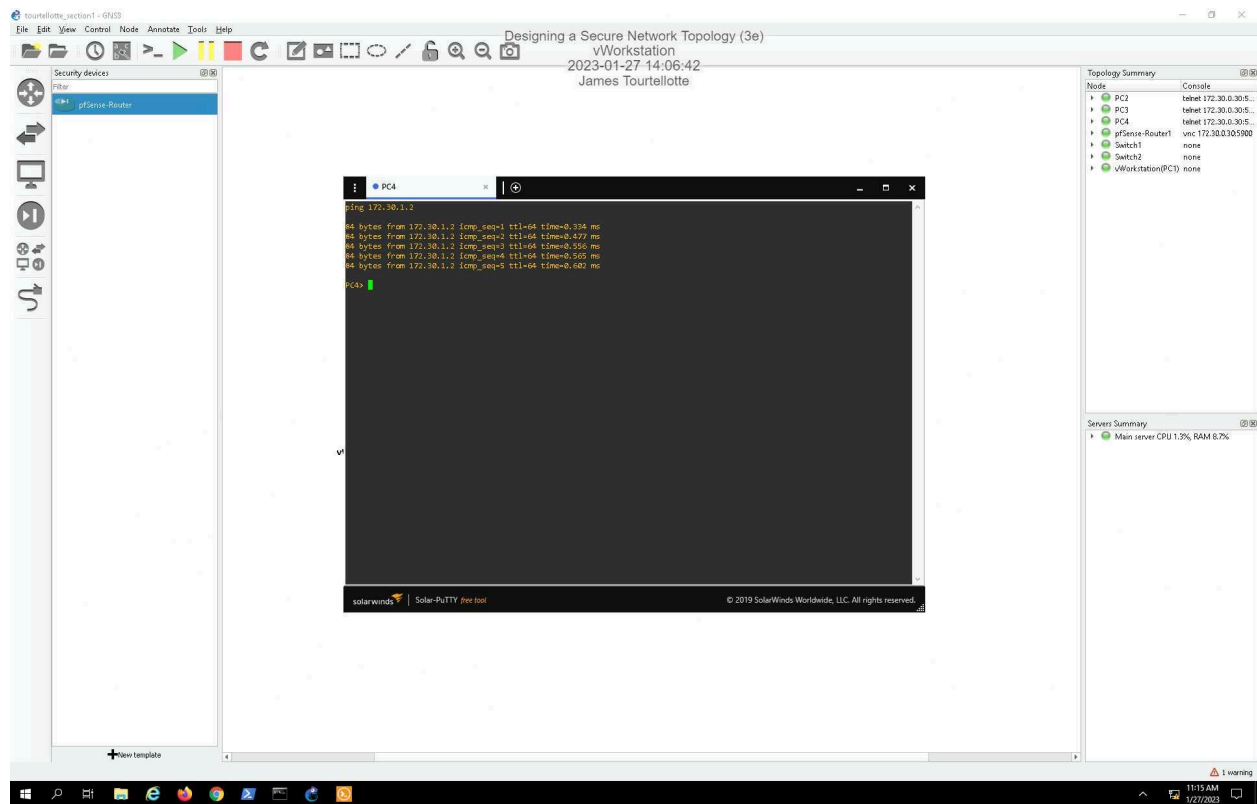 tourtellotte_section1 - GNS3
File Edit View Control Node Annotate Tools Help
Designing a Secure Network Topology (3e)
vWorkstation
2023-01-27 14:06:42
James Tourtellotte
Security devices
Filter
pfSense-Router
New template
PC4
ping 172.30.1.2
84 bytes from 172.30.1.2 icmp_seq=1 ttl=64 time=0.334 ms
84 bytes from 172.30.1.2 icmp_seq=2 ttl=64 time=0.477 ms
84 bytes from 172.30.1.2 icmp_seq=3 ttl=64 time=0.556 ms
84 bytes from 172.30.1.2 icmp_seq=4 ttl=64 time=0.565 ms
84 bytes from 172.30.1.2 icmp_seq=5 ttl=64 time=0.602 ms
PC4>
solarwinds | Solar-PuTTY free tool © 2019 SolarWinds Worldwide, LLC. All rights reserved.
Topology Summary
Node Console
PC2 telnet 172.30.0.30:5...
PC3 telnet 172.30.0.30:5...
PC4 telnet 172.30.0.30:5...
pfSense-Router1 vnc 172.30.0.30:5900
Switch1 none
Switch2 none
vWorkstation(PC1) none
Servers Summary
Main server CPU 1.3%, RAM 8.7%
1 warning
11:15 AM
1/27/2023